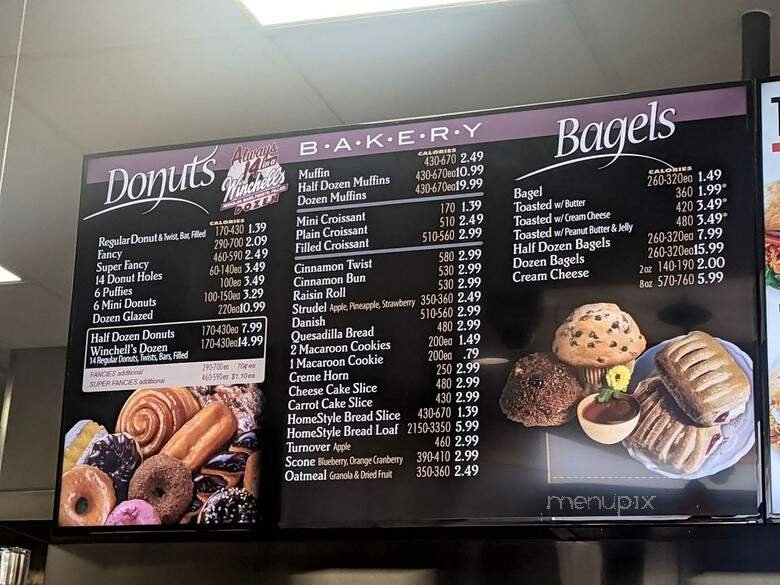 Donuts
Always 14 in a Winchell's DOZEN
CALORIES
Regular Donut & Twist, Bar, Filled 170-430 1.39
Fancy 290-700 2.09
Super Fancy 460-590 2.49
14 Donut Holes 60-140ea 3.49
6 Puffies 100ea 3.49
6 Mini Donuts 100-150ea 3.29
Dozen Glazed 220ea10.99
Half Dozen Donuts 170-430ea 7.99
Winchell's Dozen 170-430ea14.99
14 Regular Donuts, Twists, Bars, Filled
FANCIES additional 290-700ea 70¢ ea
SUPER FANCIES additional 460-590ea $1.10 ea
B·A·K·E·R·Y
CALORIES
Muffin 430-670 2.49
Half Dozen Muffins 430-670ea10.99
Dozen Muffins 430-670ea19.99
Mini Croissant 170 1.39
Plain Croissant 510 2.49
Filled Croissant 510-560 2.99
Cinnamon Twist 580 2.99
Cinnamon Bun 530 2.99
Raisin Roll 530 2.99
Strudel Apple, Pineapple, Strawberry 350-360 2.49
Danish 510-560 2.99
Quesadilla Bread 480 2.99
2 Macaroon Cookies 200ea 1.49
1 Macaroon Cookie 200ea .79
Creme Horn 250 2.99
Cheese Cake Slice 480 2.99
Carrot Cake Slice 430 2.99
HomeStyle Bread Slice 430-670 1.39
HomeStyle Bread Loaf 2150-3350 5.99
Turnover Apple 460 2.99
Scone Blueberry, Orange Cranberry 390-410 2.99
Oatmeal Granola & Dried Fruit 350-360 2.49
Bagels
CALORIES
Bagel 260-320ea 1.49
Toasted w/ Butter 360 1.99*
Toasted w/ Cream Cheese 420 3.49*
Toasted w/ Peanut Butter & Jelly 480 3.49*
Half Dozen Bagels 260-320ea 7.99
Dozen Bagels 260-320ea15.99
Cream Cheese 2oz 140-190 2.00
8oz 570-760 5.99
menupix